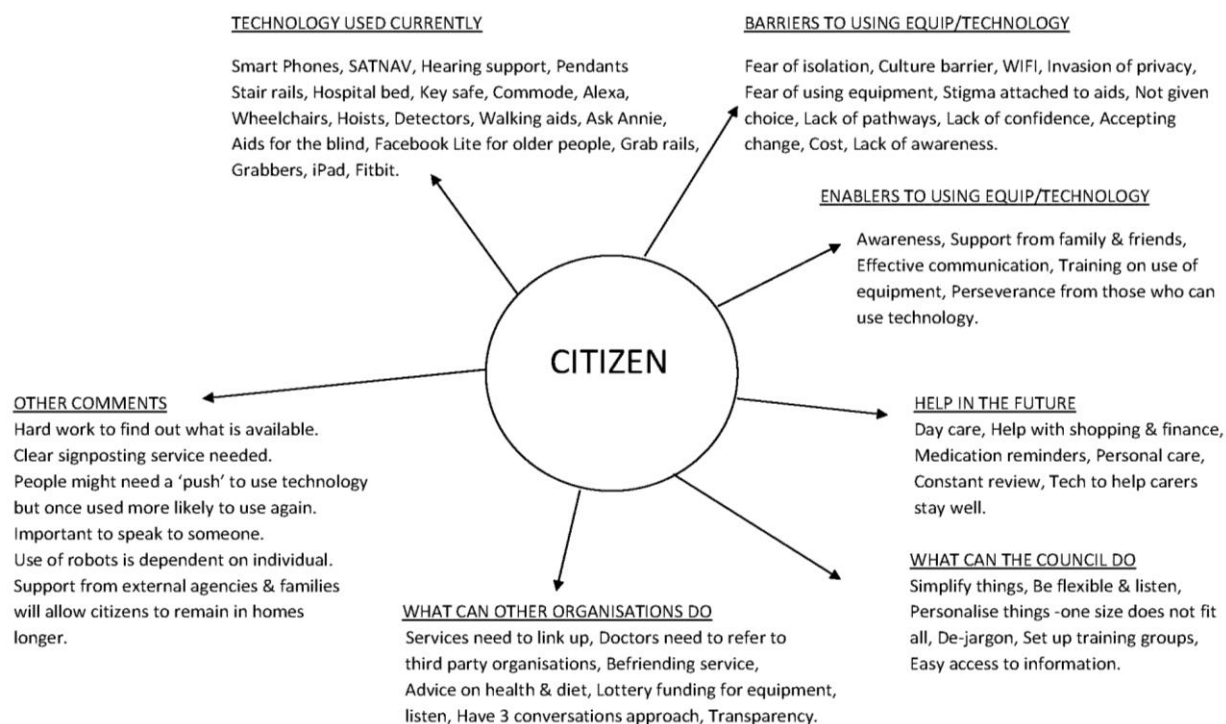 TECHNOLOGY USED CURRENTLY
Smart Phones, SATNAV, Hearing support, Pendants
Stair rails, Hospital bed, Key safe, Commode, Alexa,
Wheelchairs, Hoists, Detectors, Walking aids, Ask Annie,
Aids for the blind, Facebook Lite for older people, Grab rails,
Grabbers, iPad, Fitbit.
BARRIERS TO USING EQUIP/TECHNOLOGY
Fear of isolation, Culture barrier, WIFI, Invasion of privacy,
Fear of using equipment, Stigma attached to aids, Not given
choice, Lack of pathways, Lack of confidence, Accepting
change, Cost, Lack of awareness.
ENABLERS TO USING EQUIP/TECHNOLOGY
Awareness, Support from family & friends,
Effective communication, Training on use of
equipment, Perseverance from those who can
use technology.
CITIZEN
OTHER COMMENTS
Hard work to find out what is available.
Clear signposting service needed.
People might need a ‘push’ to use technology
but once used more likely to use again.
Important to speak to someone.
Use of robots is dependent on individual.
Support from external agencies & families
will allow citizens to remain in homes
longer.
HELP IN THE FUTURE
Day care, Help with shopping & finance,
Medication reminders, Personal care,
Constant review, Tech to help carers
stay well.
WHAT CAN THE COUNCIL DO
Simplify things, Be flexible & listen,
Personalise things -one size does not fit
all, De-jargon, Set up training groups,
Easy access to information.
WHAT CAN OTHER ORGANISATIONS DO
Services need to link up, Doctors need to refer to
third party organisations, Befriending service,
Advice on health & diet, Lottery funding for equipment,
listen, Have 3 conversations approach, Transparency.